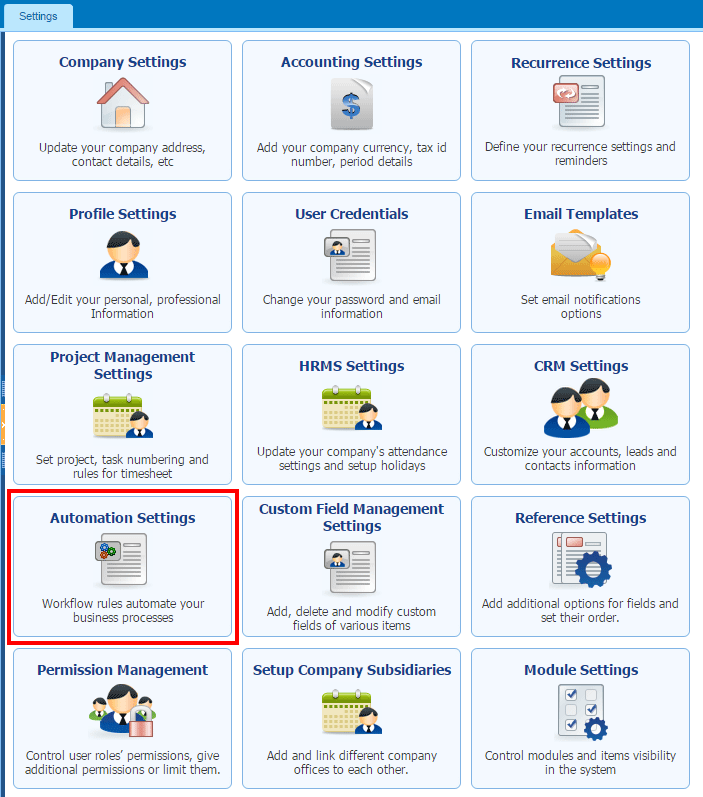 Settings
Company Settings
Update your company address,
contact details, etc
Accounting Settings
Add your company currency, tax id
number, period details
Recurrence Settings
Define your recurrence settings and
reminders
Profile Settings
Add/Edit your personal, professional
Information
User Credentials
Change your password and email
information
Email Templates
Set email notifications
options
Project Management
Settings
Set project, task numbering and
rules for timesheet
HRMS Settings
Update your company's attendance
settings and setup holidays
CRM Settings
Customize your accounts, leads and
contacts information
Automation Settings
Workflow rules automate your
business processes
Custom Field Management
Settings
Add, delete and modify custom
fields of various items
Reference Settings
Add additional options for fields and
set their order.
Permission Management
Control user roles' permissions, give
additional permissions or limit them.
Setup Company Subsidiaries
Add and link different company
offices to each other.
Module Settings
Control modules and items visibility
in the system